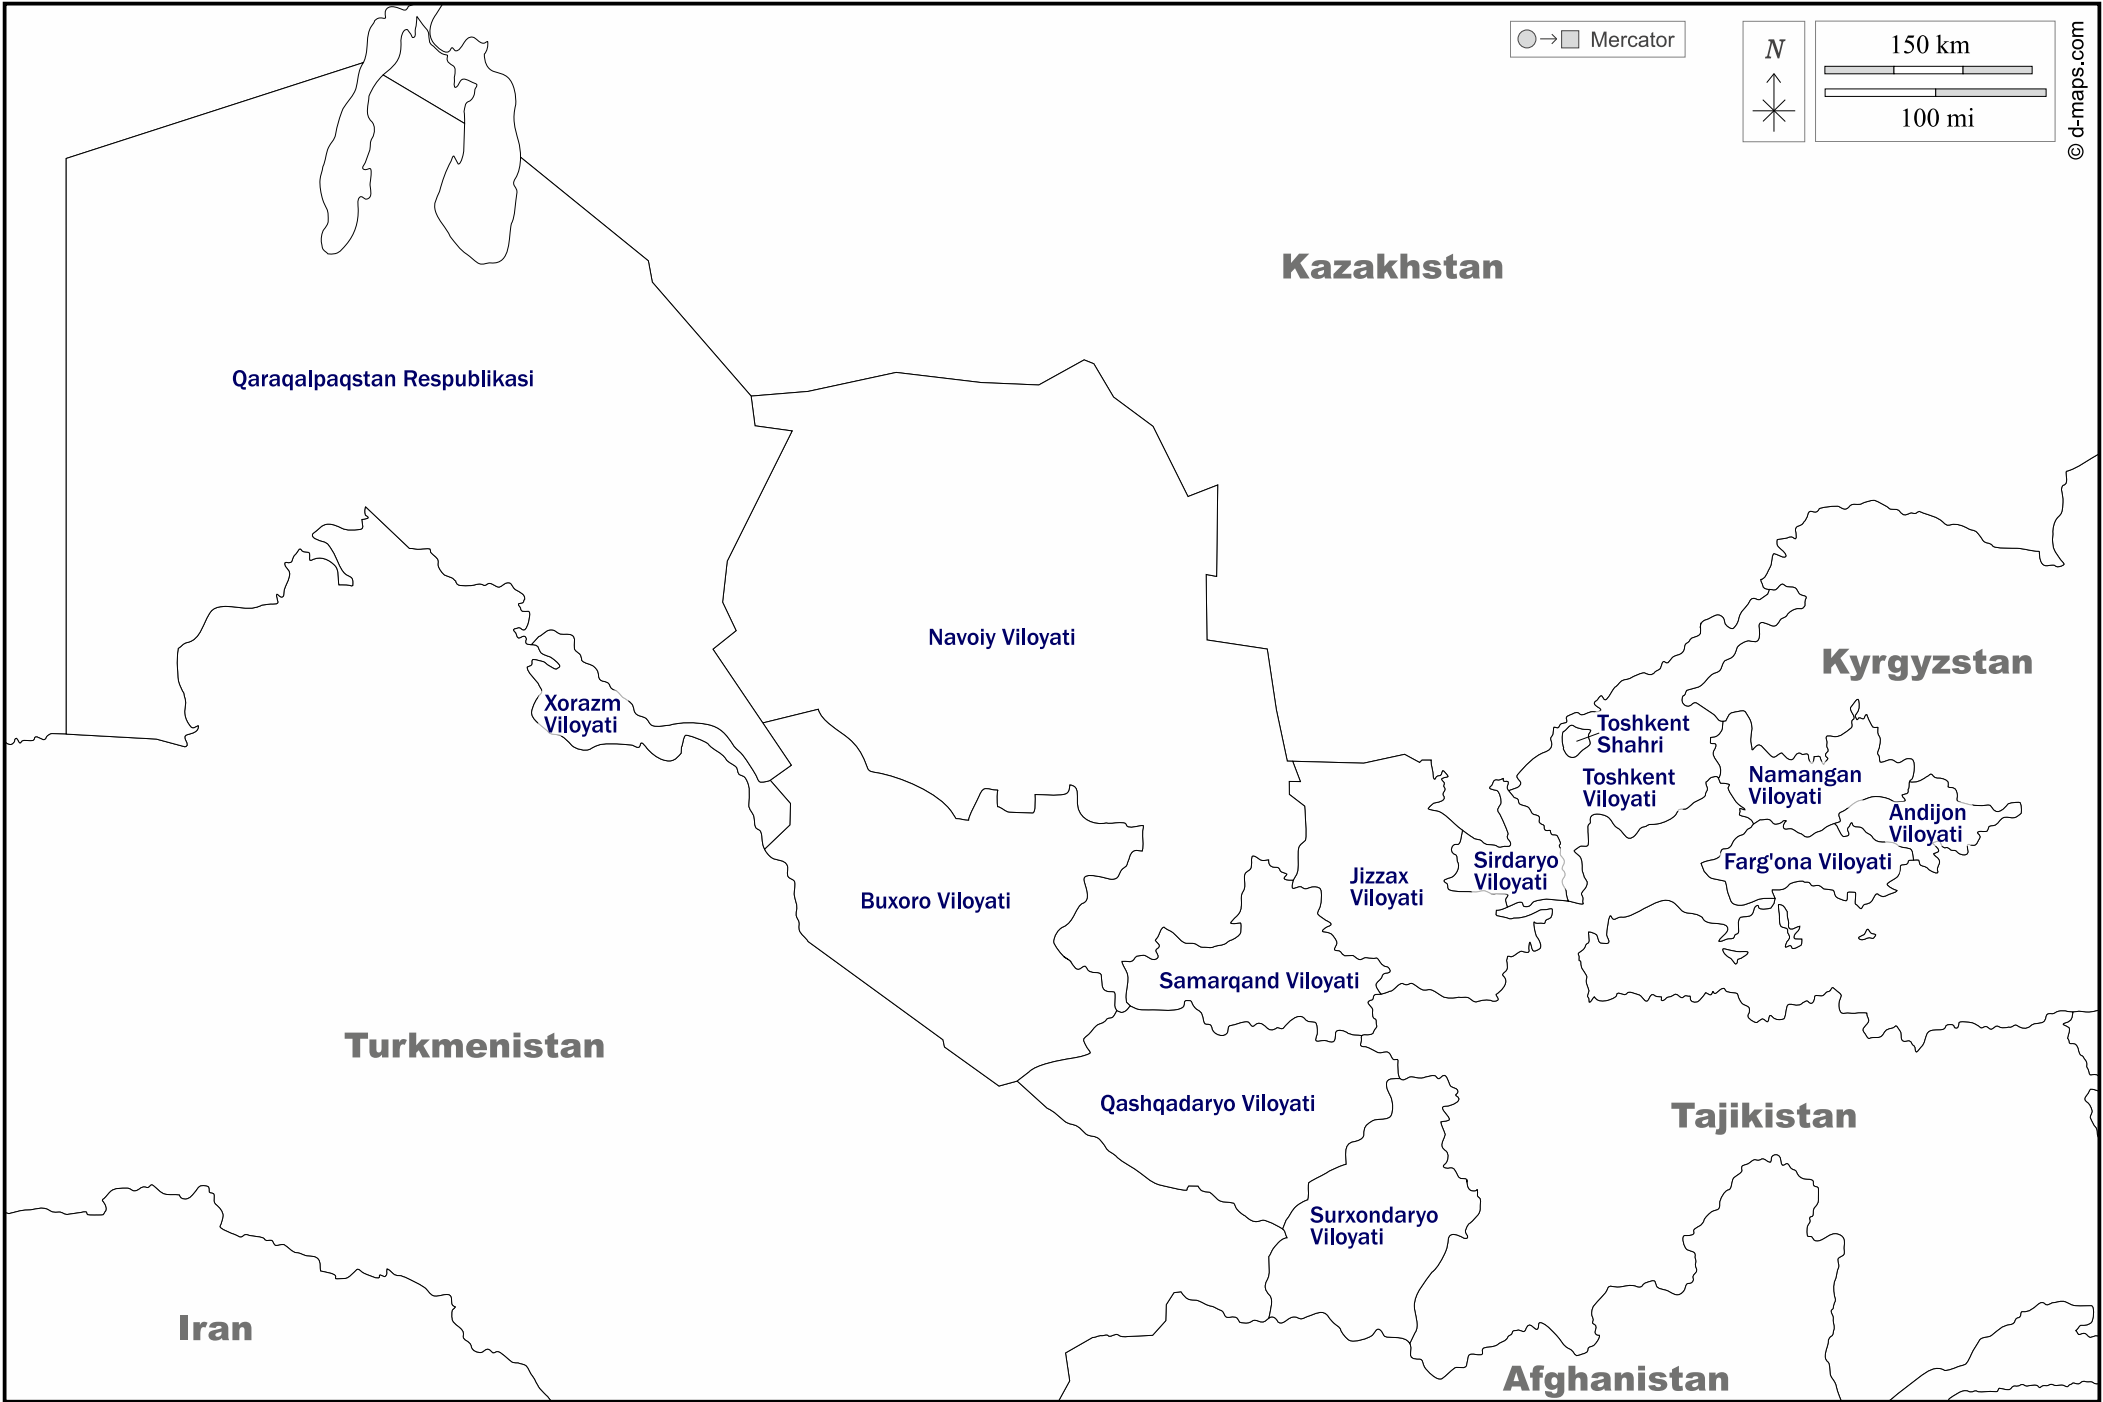 Mercator
N
150 km
100 mi
© d-maps.com
Kazakhstan
Qaraqalpaqstan Respublikasi
Navoiy Viloyati
Kyrgyzstan
Xorazm
Viloyati
Toshkent
Shahri
Toshkent
Viloyati
Namangan
Viloyati
Andijon
Viloyati
Farg'ona Viloyati
Sirdaryo
Viloyati
Jizzax
Viloyati
Buxoro Viloyati
Samarqand Viloyati
Turkmenistan
Qashqadaryo Viloyati
Tajikistan
Surxondaryo
Viloyati
Iran
Afghanistan